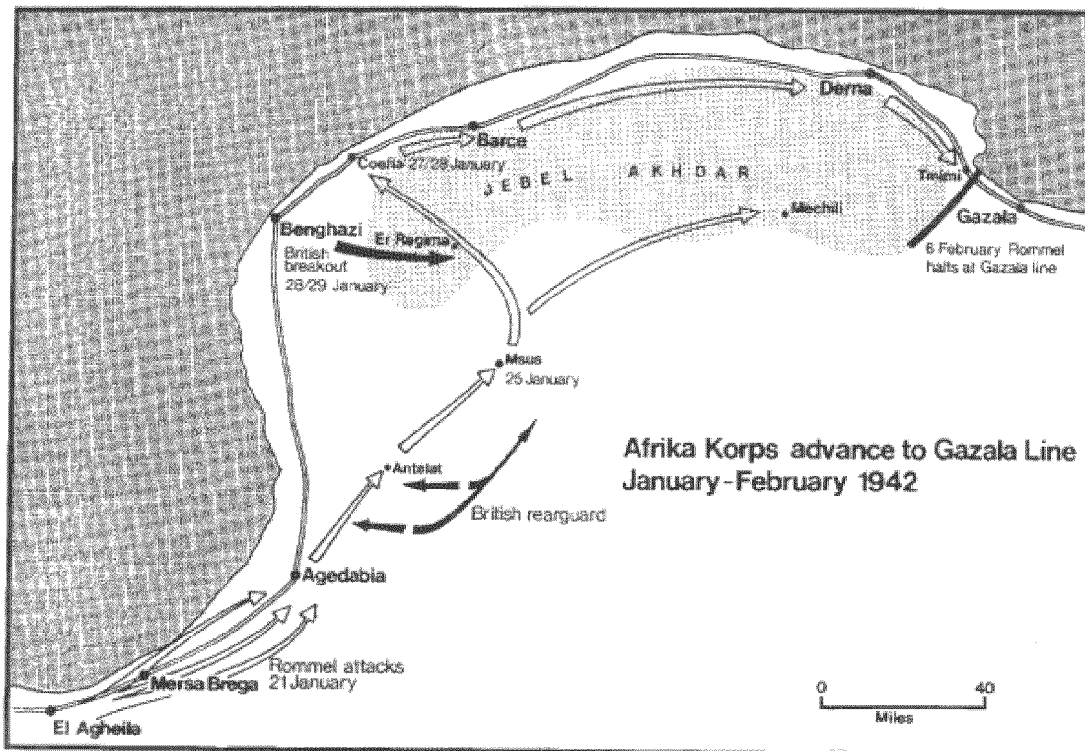 Derna
Barce
Coefia 27/28 January
JEBEL AKHDAR
Tmimi
Mechili
Gazala
Benghazi
Er Regima
British
breakout
28/29 January
6 February Rommel
halts at Gazala line
Msus
25 January
Afrika Korps advance to Gazala Line
January-February 1942
Antelat
British rearguard
Agedabia
Rommel attacks
21 January
Mersa Brega
El Agheila
0 40
Miles